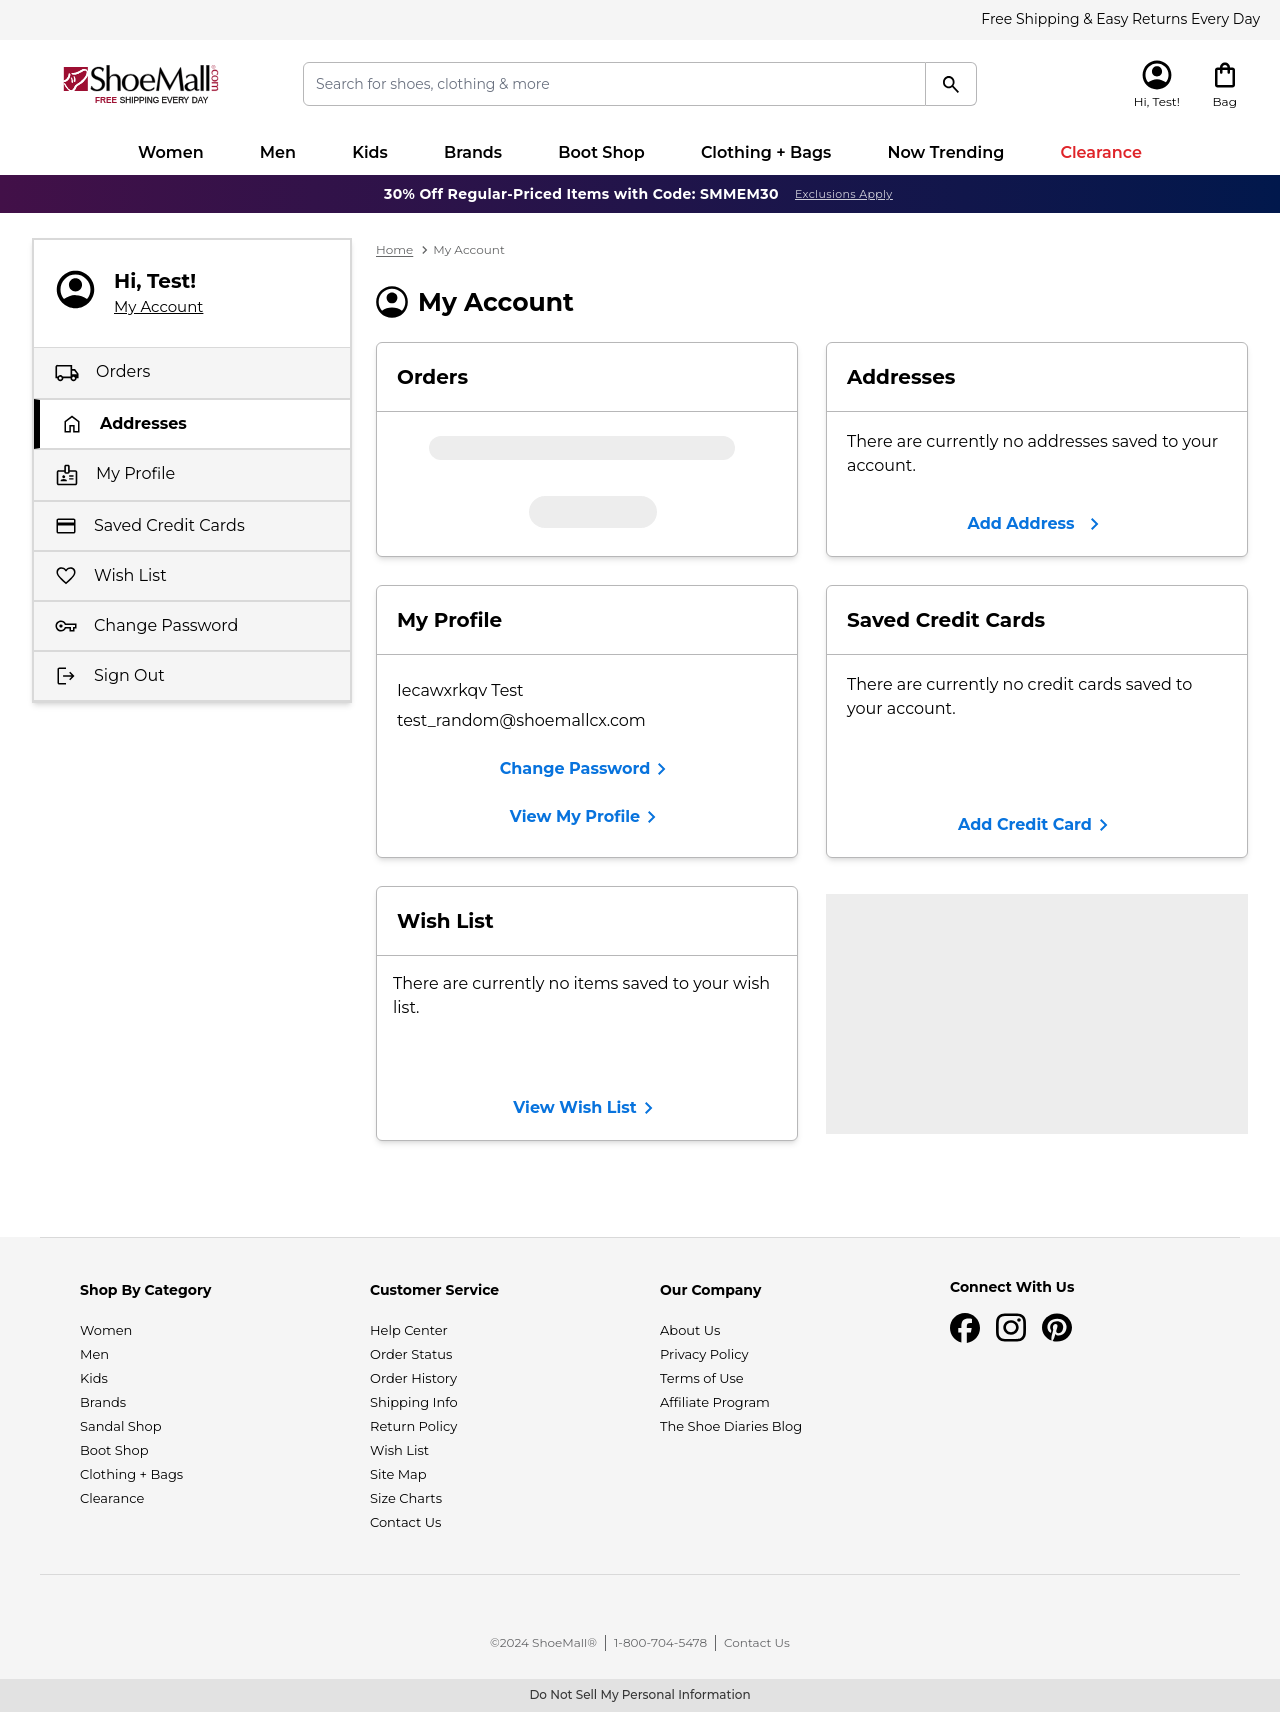 Free Shipping & Easy Returns Every Day
ShoeMall.com
FREE SHIPPING EVERY DAY
Search for shoes, clothing & more
Hi, Test!
Bag
Women
Men
Kids
Brands
Boot Shop
Clothing + Bags
Now Trending
Clearance
30% Off Regular-Priced Items with Code: SMMEM30
Exclusions Apply
Hi, Test!
My Account
Orders
Addresses
My Profile
Saved Credit Cards
Wish List
Change Password
Sign Out
Home
My Account
My Account
Orders
Addresses
There are currently no addresses saved to your
account.
Add Address
My Profile
Iecawxrkqv Test
test_random@shoemallcx.com
Change Password
View My Profile
Saved Credit Cards
There are currently no credit cards saved to
your account.
Add Credit Card
Wish List
There are currently no items saved to your wish
list.
View Wish List
Shop By Category
Women
Men
Kids
Brands
Sandal Shop
Boot Shop
Clothing + Bags
Clearance
Customer Service
Help Center
Order Status
Order History
Shipping Info
Return Policy
Wish List
Site Map
Size Charts
Contact Us
Our Company
About Us
Privacy Policy
Terms of Use
Affiliate Program
The Shoe Diaries Blog
Connect With Us
©2024 ShoeMall®
1-800-704-5478
Contact Us
Do Not Sell My Personal Information